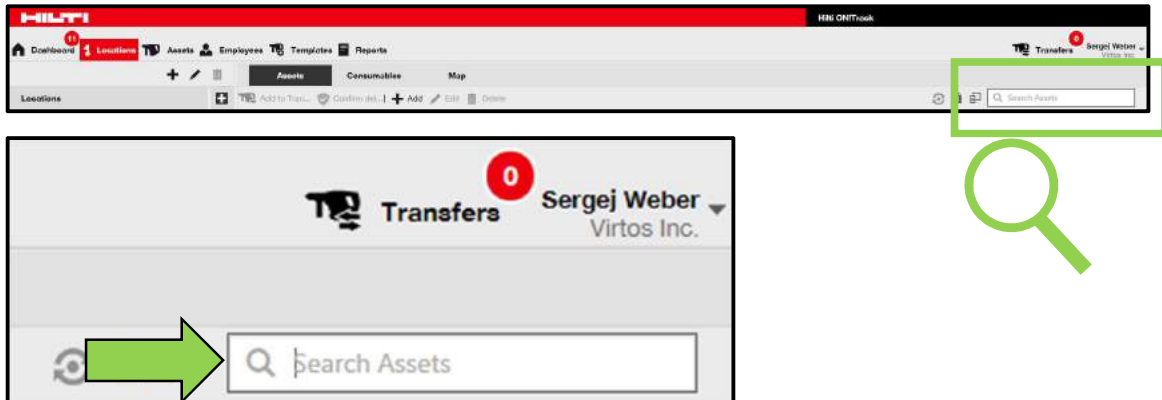 HILTI
Hilti ON!Track
11
0
Dashboard Locations Assets Employees Templates Reports
Transfers Sergej Weber
Virtos Inc.
Assets Consumables Map
Locations Add to Tran... Confirm del... Add Edit Delete Search Assets
0
Transfers Sergej Weber
Virtos Inc.
Search Assets